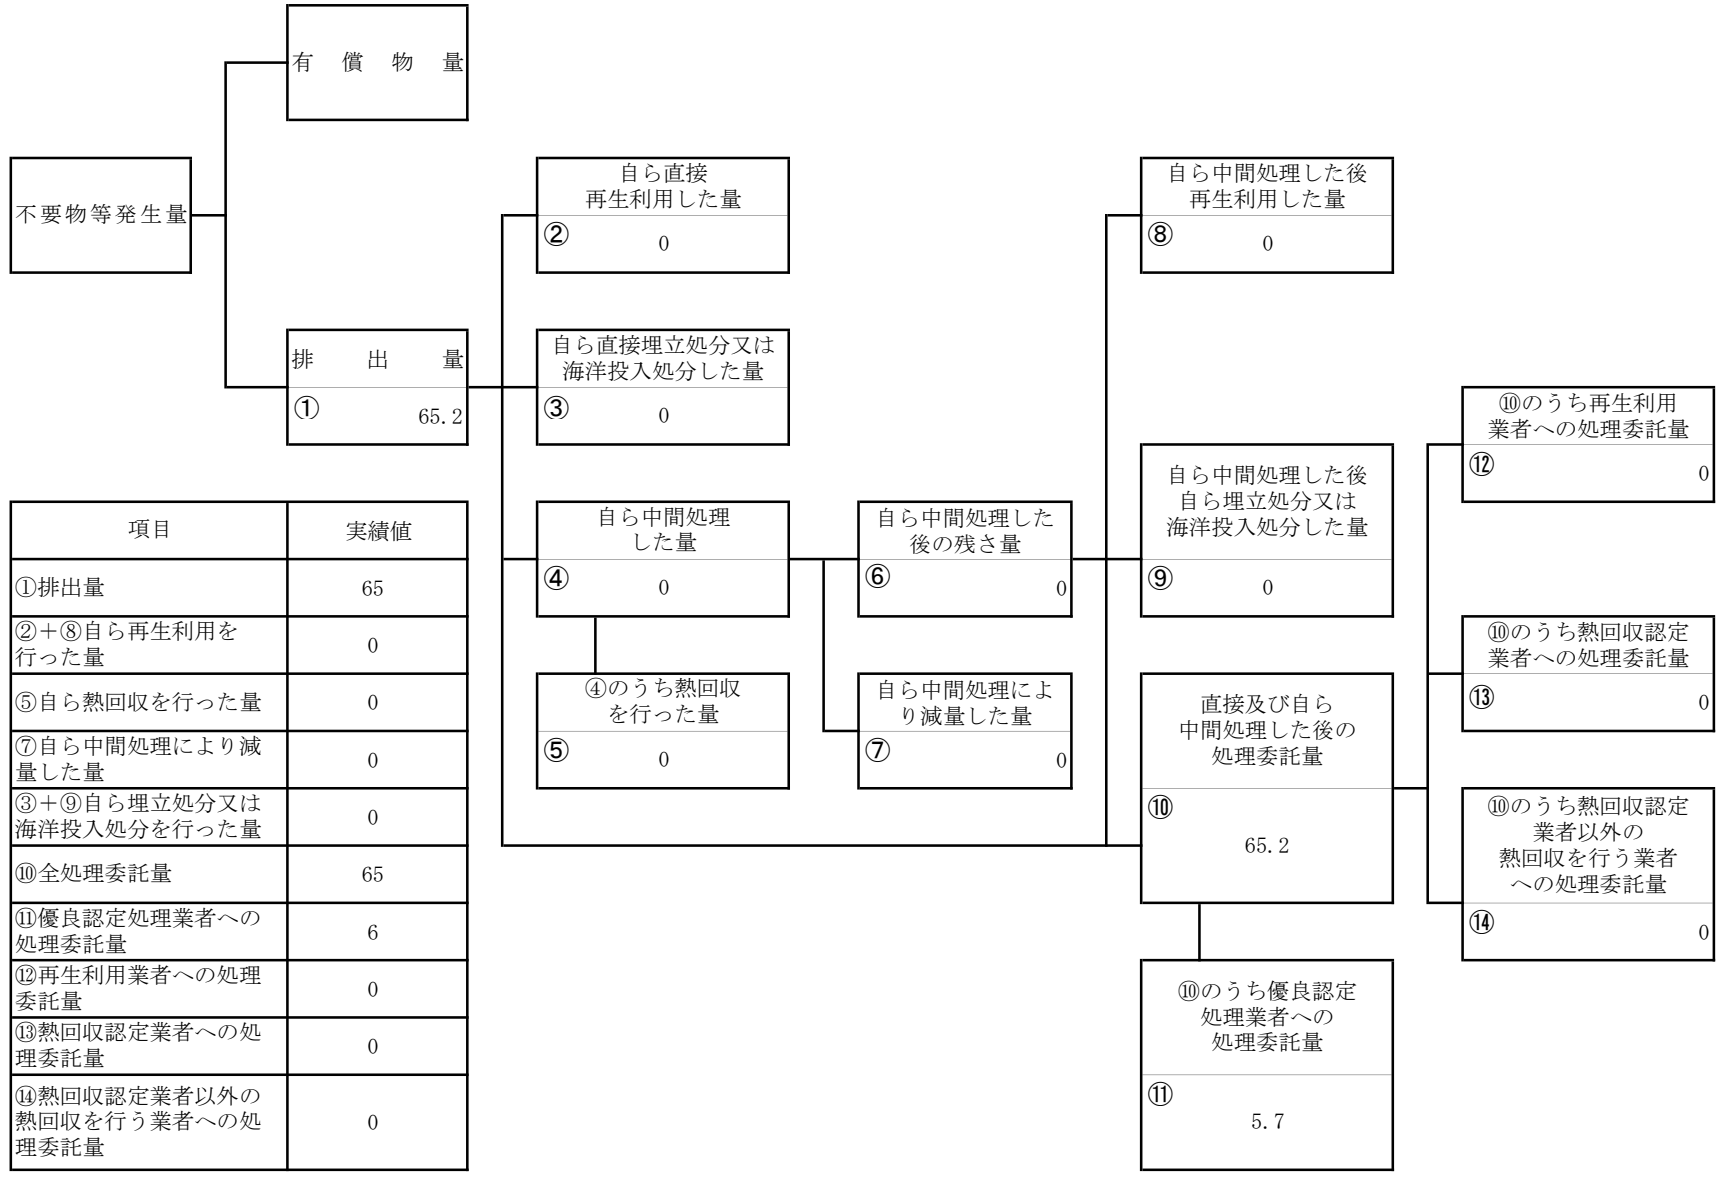 有償物量
不要物等発生量
自ら直接
再生利用した量
②
0
自ら中間処理した後
再生利用した量
⑧
0
排出量
①
65.2
自ら直接埋立処分又は
海洋投入処分した量
③
0
⑩のうち再生利用
業者への処理委託量
⑫
0
自ら中間処理
した量
④
0
自ら中間処理した
後の残さ量
⑥
0
自ら中間処理した後
自ら埋立処分又は
海洋投入処分した量
⑨
0
⑩のうち熱回収認定
業者への処理委託量
⑬
0
④のうち熱回収
を行った量
⑤
0
自ら中間処理によ
り減量した量
⑦
0
直接及び自ら
中間処理した後の
処理委託量
⑩
65.2
⑩のうち熱回収認定
業者以外の
熱回収を行う業者
への処理委託量
⑭
0
⑩のうち優良認定
処理業者への
処理委託量
⑪
5.7
項目 実績値
①排出量 65
②＋⑧自ら再生利用を
行った量
0
⑤自ら熱回収を行った量 0
⑦自ら中間処理により減
量した量
0
③＋⑨自ら埋立処分又は
海洋投入処分を行った量
0
⑩全処理委託量 65
⑪優良認定処理業者への
処理委託量
6
⑫再生利用業者への処理
委託量
0
⑬熱回収認定業者への処
理委託量
0
⑭熱回収認定業者以外の
熱回収を行う業者への処
理委託量
0